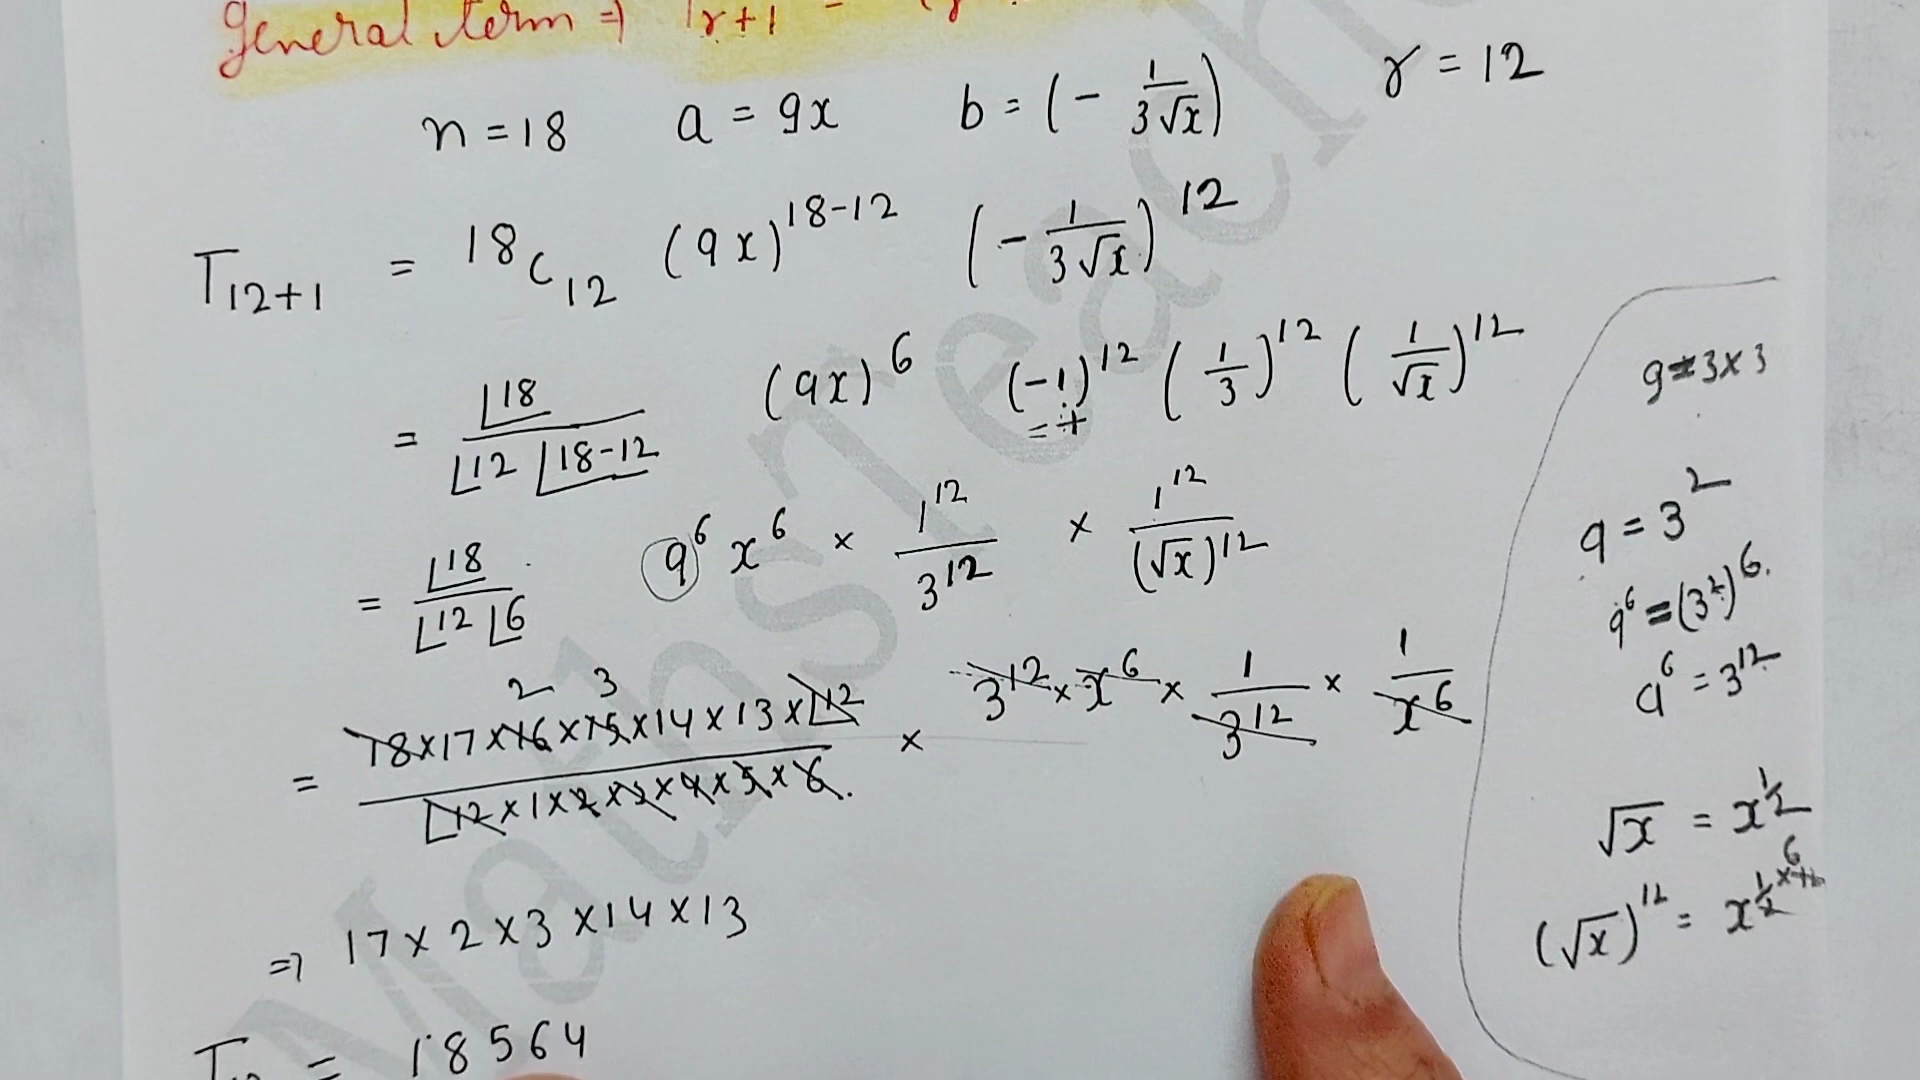 General term ⇒ Tr+1 =
n = 18 a = 9x b = (- 1/3√x) r = 12
T12+1 = 18C12 (9x)^18-12 (- 1/3√x)^12
= ⌊18 / ⌊12 ⌊18-12 (9x)^6 (-1)^12 (1/3)^12 (1/√x)^12
= +
= ⌊18 / ⌊12 ⌊6 9^6 x^6 × 1^12/3^12 × 1^12/(√x)^12
2 3
= 18×17×16×15×14×13×⌊12 / ⌊12×1×2×3×4×5×6. × 3^12 × x^6 × 1/3^12 × 1/x^6
⇒ 17 × 2 × 3 × 14 × 13
= 18564
9=3×3
9 = 3^2
9^6 = (3^2)^6.
9^6 = 3^12
√x = x^1/2
(√x)^12 = x^1/2×12
6
Maths Teach